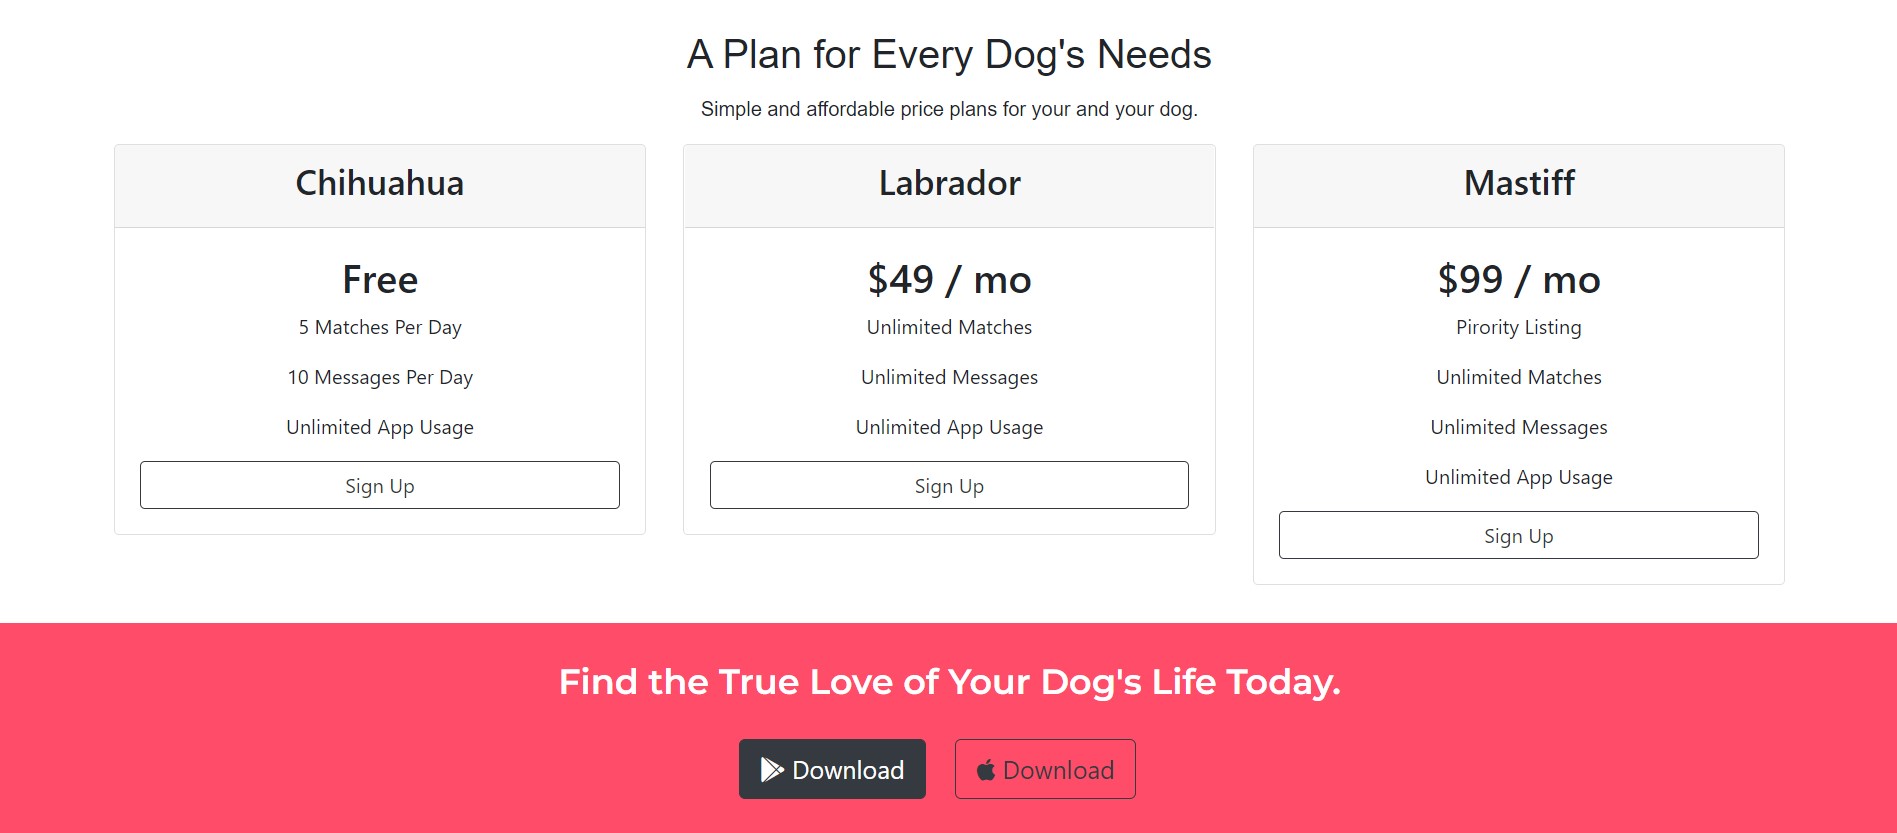 A Plan for Every Dog's Needs
Simple and affordable price plans for your and your dog.
Chihuahua
Free
5 Matches Per Day
10 Messages Per Day
Unlimited App Usage
Sign Up
Labrador
$49 / mo
Unlimited Matches
Unlimited Messages
Unlimited App Usage
Sign Up
Mastiff
$99 / mo
Pirority Listing
Unlimited Matches
Unlimited Messages
Unlimited App Usage
Sign Up
Find the True Love of Your Dog's Life Today.
Download
Download